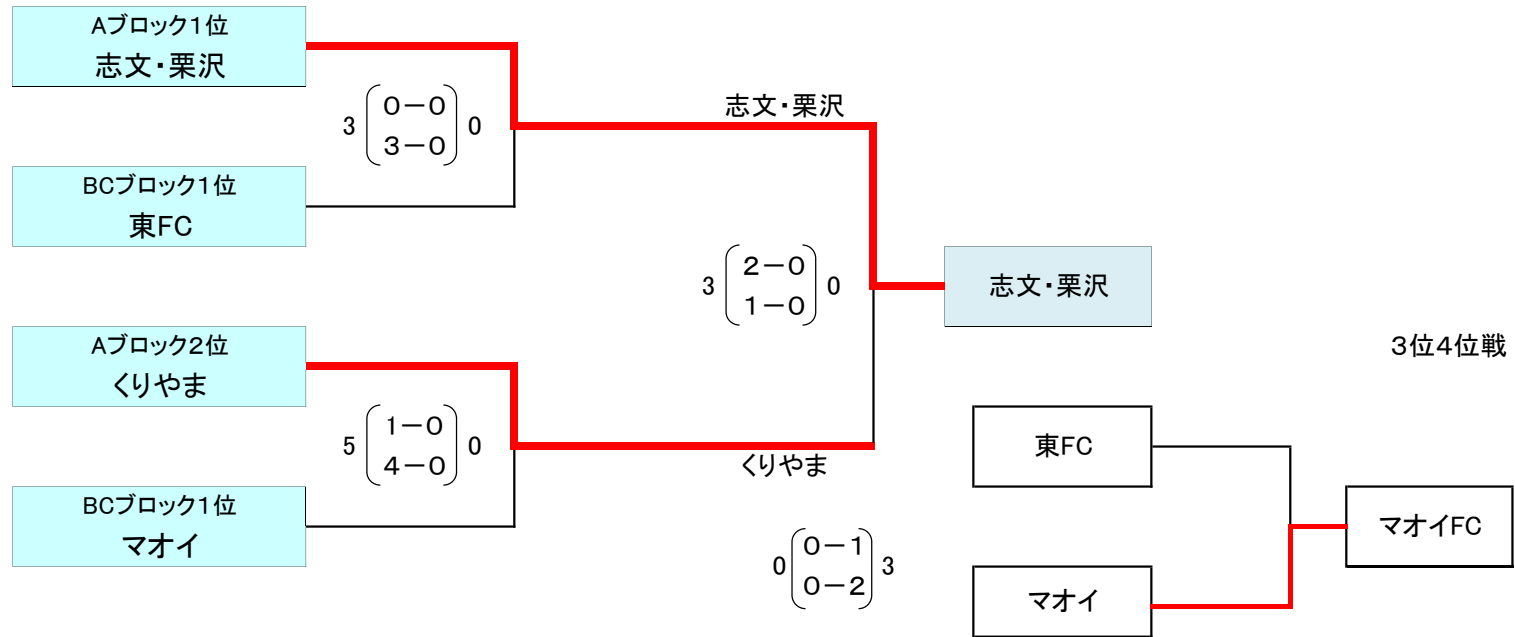 Aブロック1位
志文・栗沢
3 0-0 0
3-0
BCブロック1位
東FC
志文・栗沢
3 2-0 0
1-0
志文・栗沢
Aブロック2位
くりやま
5 1-0 0
4-0
BCブロック1位
マオイ
くりやま
3位4位戦
東FC
0 0-1 3
0-2
マオイ
マオイFC